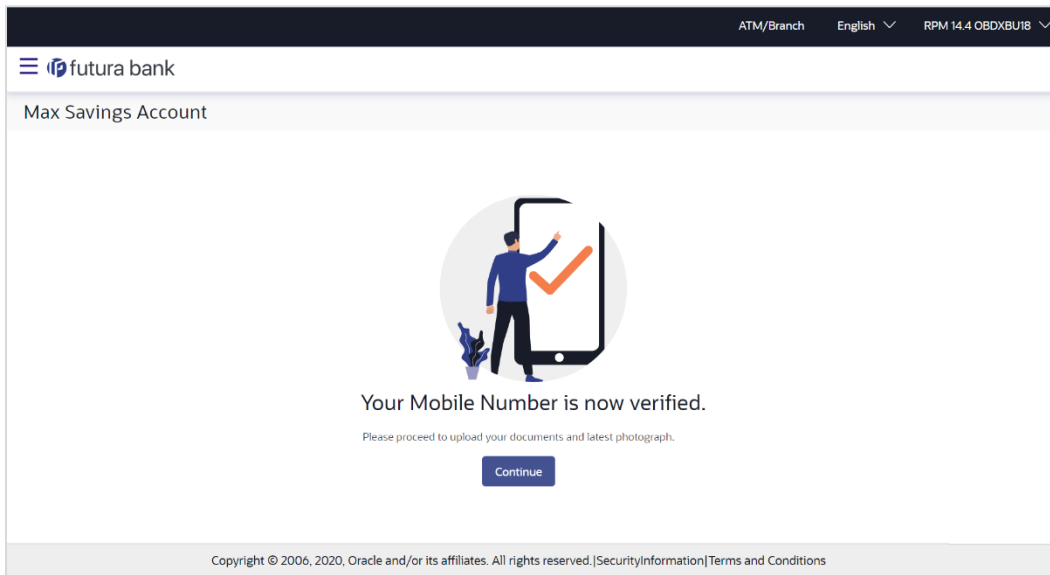 ATM/Branch English RPM 14.4 OBDXBU18
futura bank
Max Savings Account
Your Mobile Number is now verified.
Please proceed to upload your documents and latest photograph.
Continue
Copyright © 2006, 2020, Oracle and/or its affiliates. All rights reserved.|SecurityInformation|Terms and Conditions